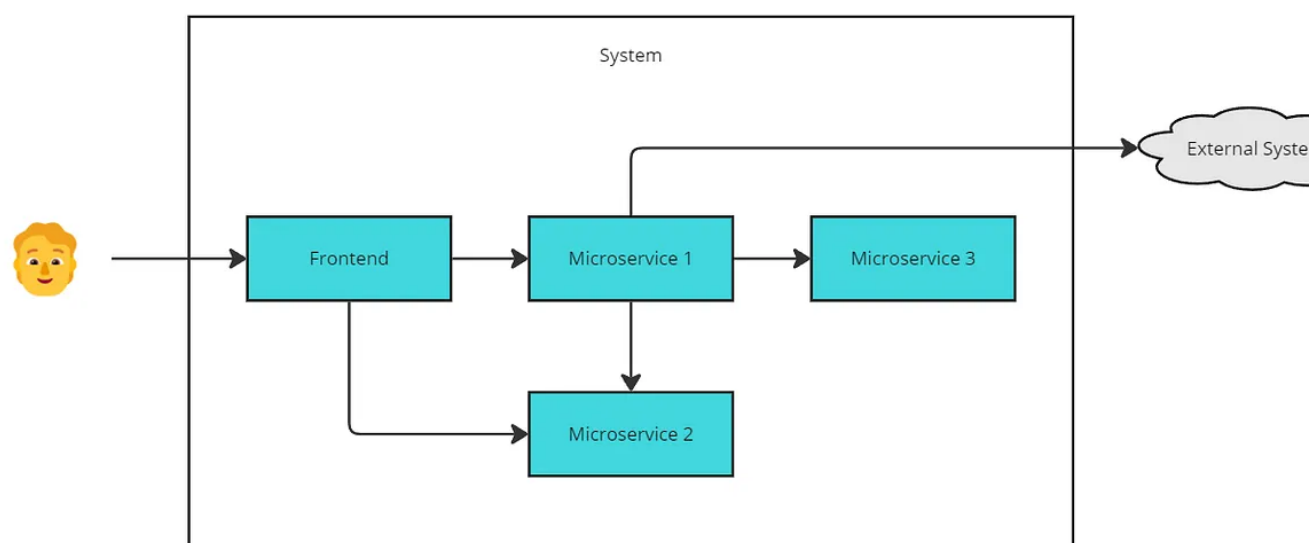 System
External Syste
Frontend
Microservice 1
Microservice 3
Microservice 2